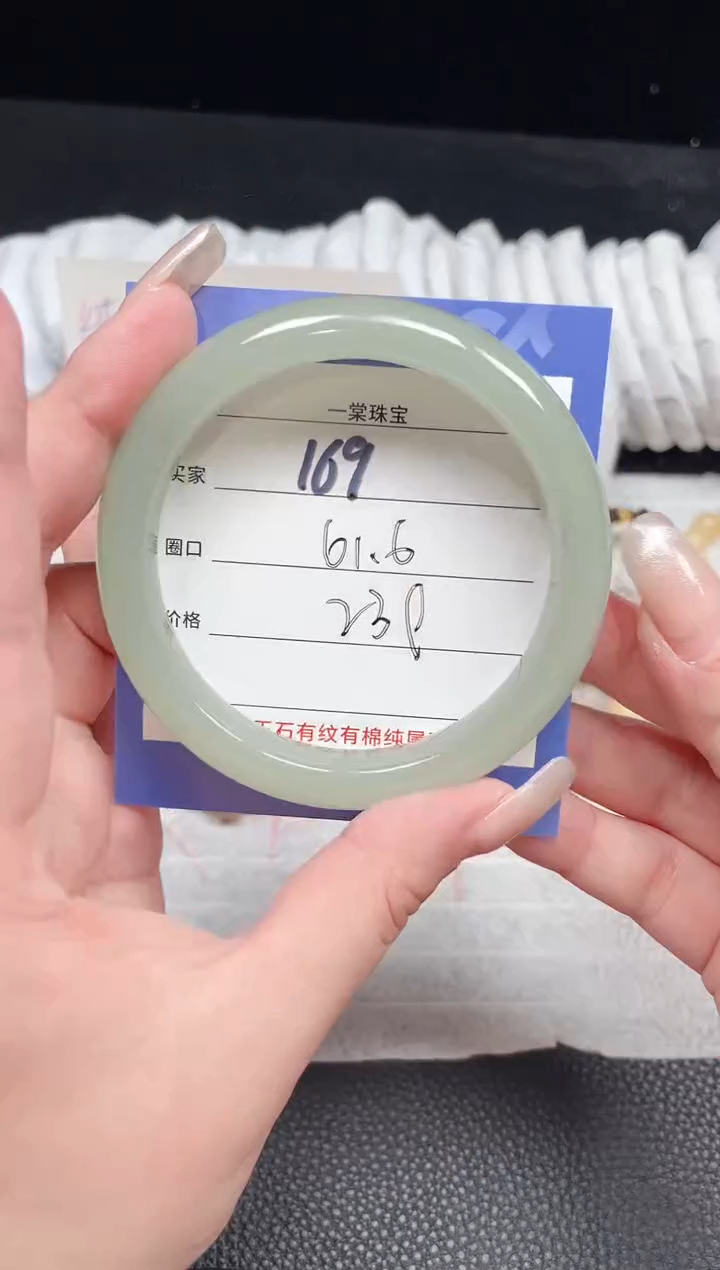 一棠珠宝
买家 169
圈口 61.6
价格
石有纹有棉纯属